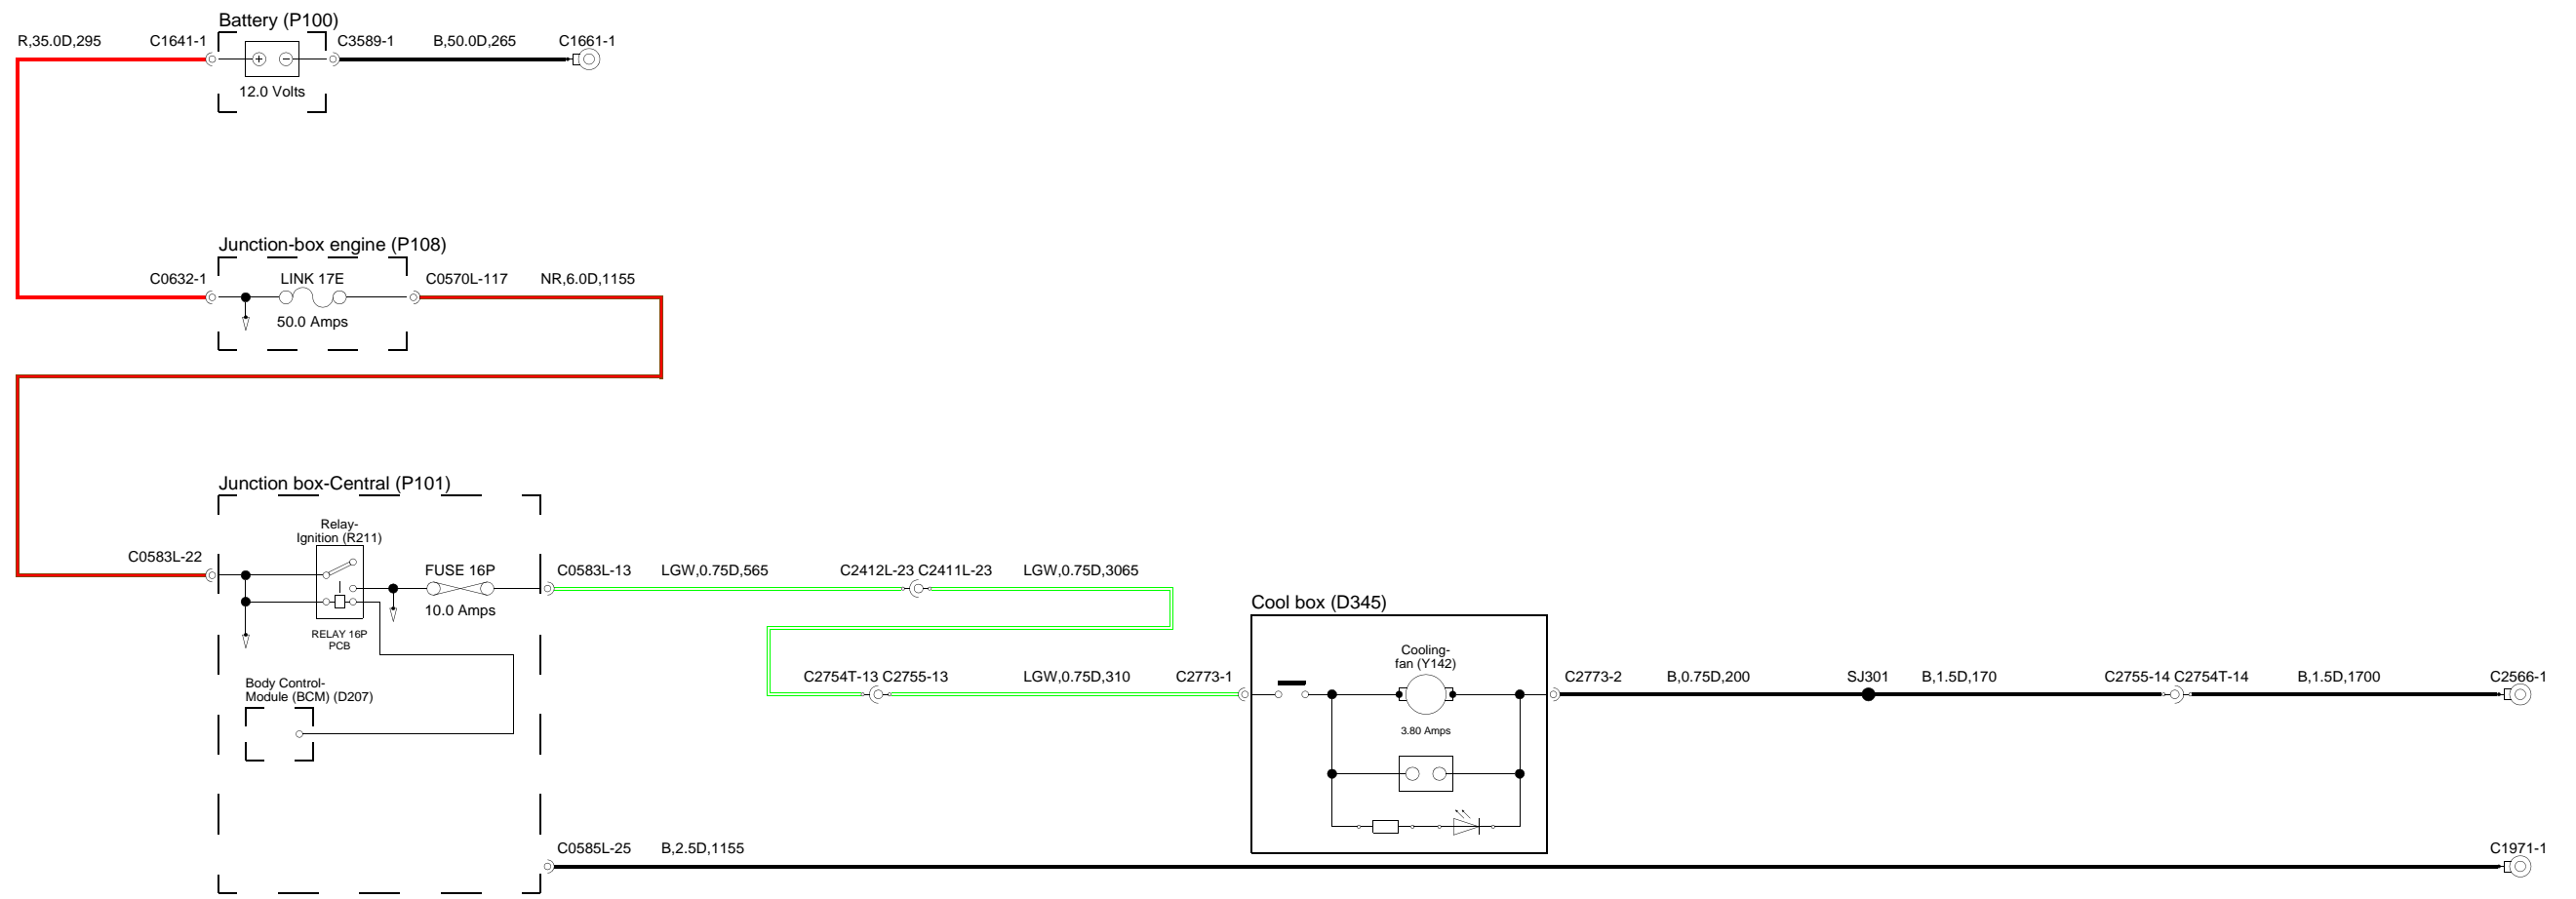 Battery (P100)
R,35.0D,295 C1641-1 C3589-1 B,50.0D,265 C1661-1
12.0 Volts
Junction-box engine (P108)
C0632-1 LINK 17E C0570L-117 NR,6.0D,1155
50.0 Amps
Junction box-Central (P101)
Relay-
Ignition (R211)
C0583L-22
FUSE 16P C0583L-13 LGW,0.75D,565 C2412L-23 C2411L-23 LGW,0.75D,3065
10.0 Amps
RELAY 16P
PCB
Cool box (D345)
Cooling-
fan (Y142)
C2754T-13 C2755-13 LGW,0.75D,310 C2773-1 C2773-2 B,0.75D,200 SJ301 B,1.5D,170 C2755-14 C2754T-14 B,1.5D,1700 C2566-1
Body Control-
Module (BCM) (D207)
3.80 Amps
C0585L-25 B,2.5D,1155 C1971-1